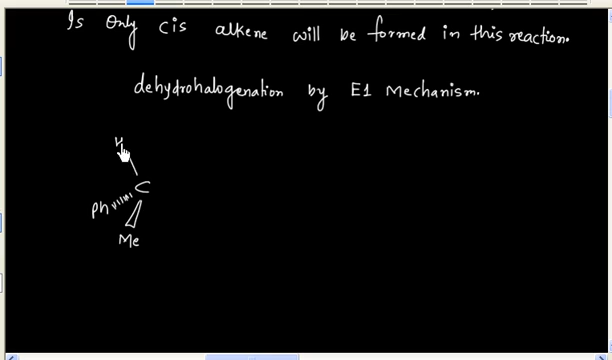 Is Only cis alkene will be formed in this reaction.
dehydrohalogenation by E1 Mechanism.
C
Ph
Me